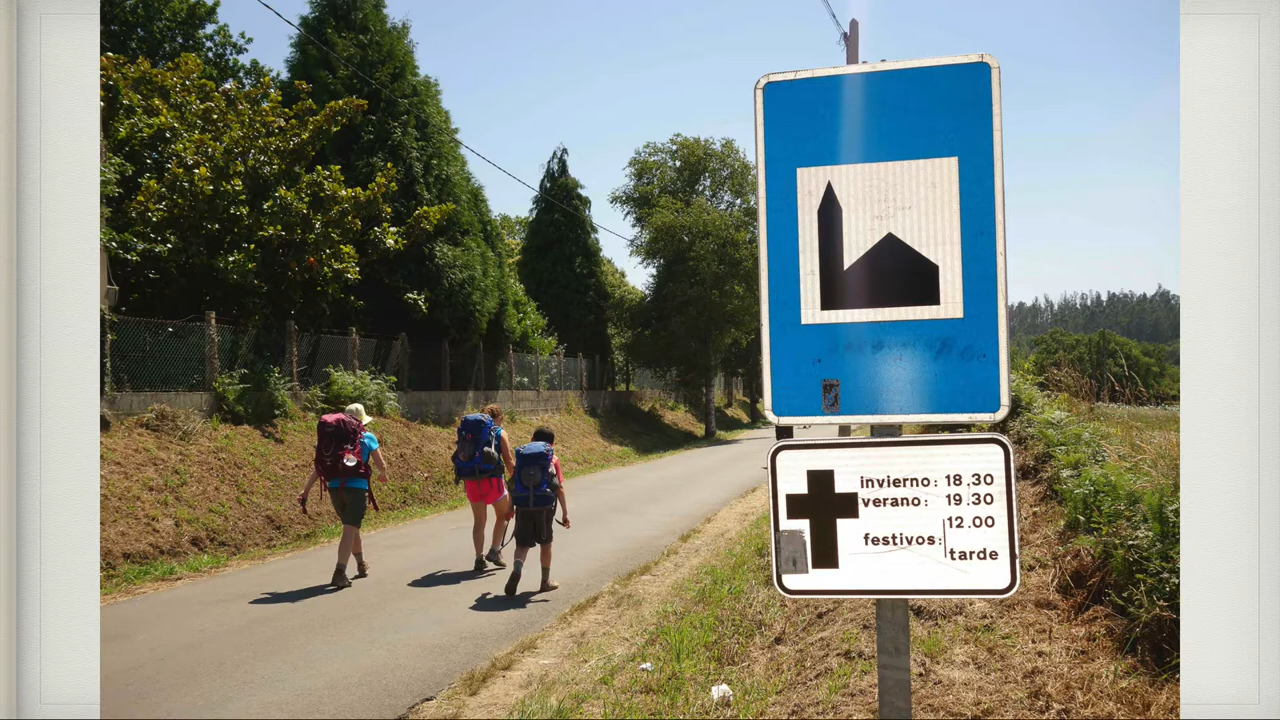 invierno: 18.30
verano: 19.30
festivos: 12.00
tarde